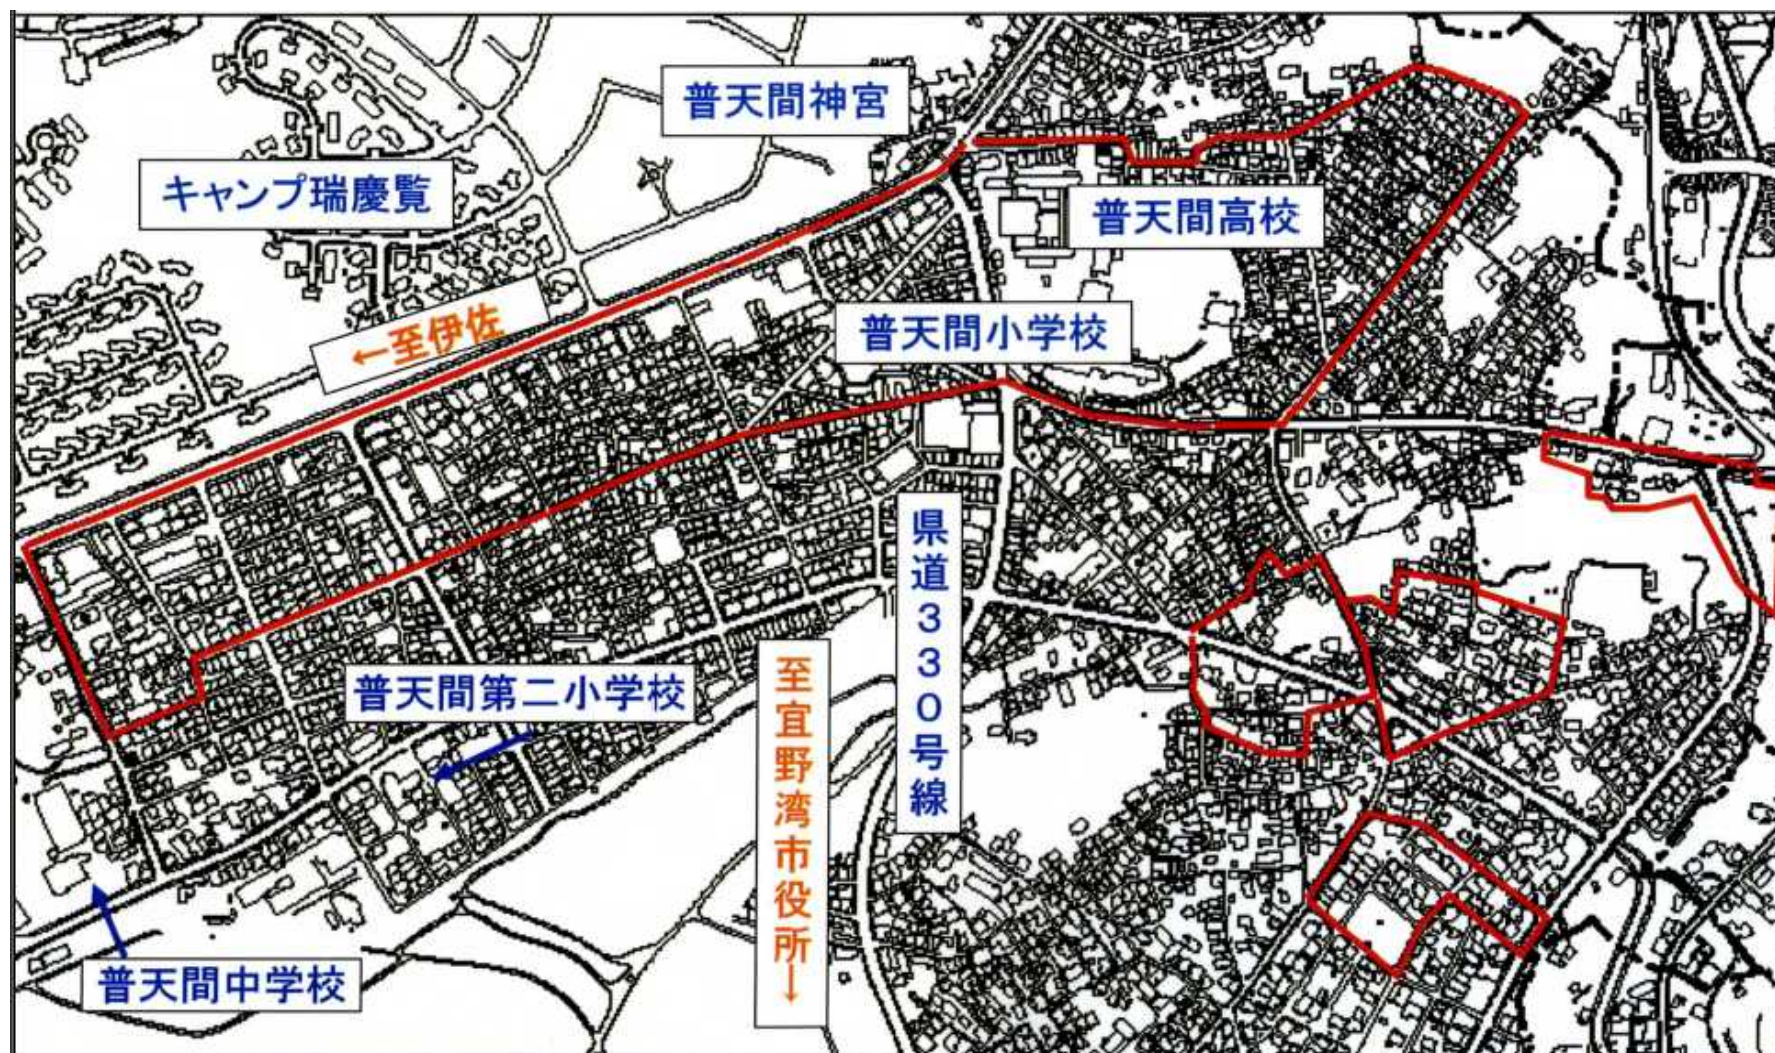 普天間神宮
キャンプ瑞慶覧
普天間高校
←至伊佐
普天間小学校
県道330号線
普天間第二小学校
至宜野湾市役所→
普天間中学校